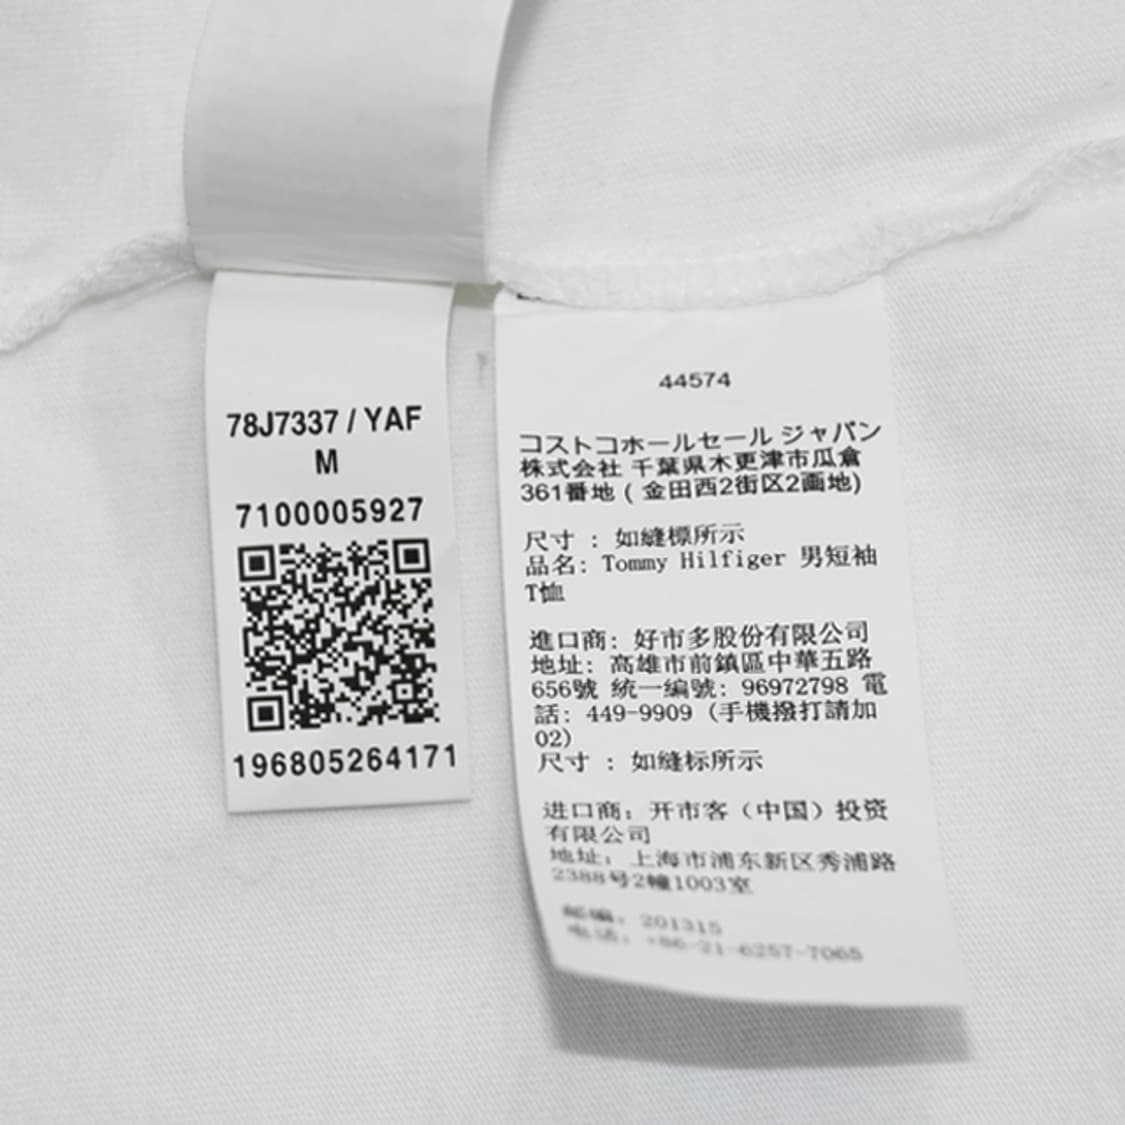 78J7337 / YAF
M
7100005927
196805264171
44574
コストコホールセール ジャパン
株式会社 千葉県木更津市瓜倉
361番地 ( 金田西2街区2画地)
尺寸 : 如縫標所示
品名: Tommy Hilfiger 男短袖
T恤
進口商: 好市多股份有限公司
地址: 高雄市前鎮區中華五路
656號 統一編號: 96972798 電
話: 449-9909 (手機撥打請加
02)
尺寸 : 如缝标所示
进口商: 开市客（中国）投资
有限公司
地址: 上海市浦东新区秀浦路
2388号2幢1003室
邮编: 201315
电话: +86-21-6257-7065